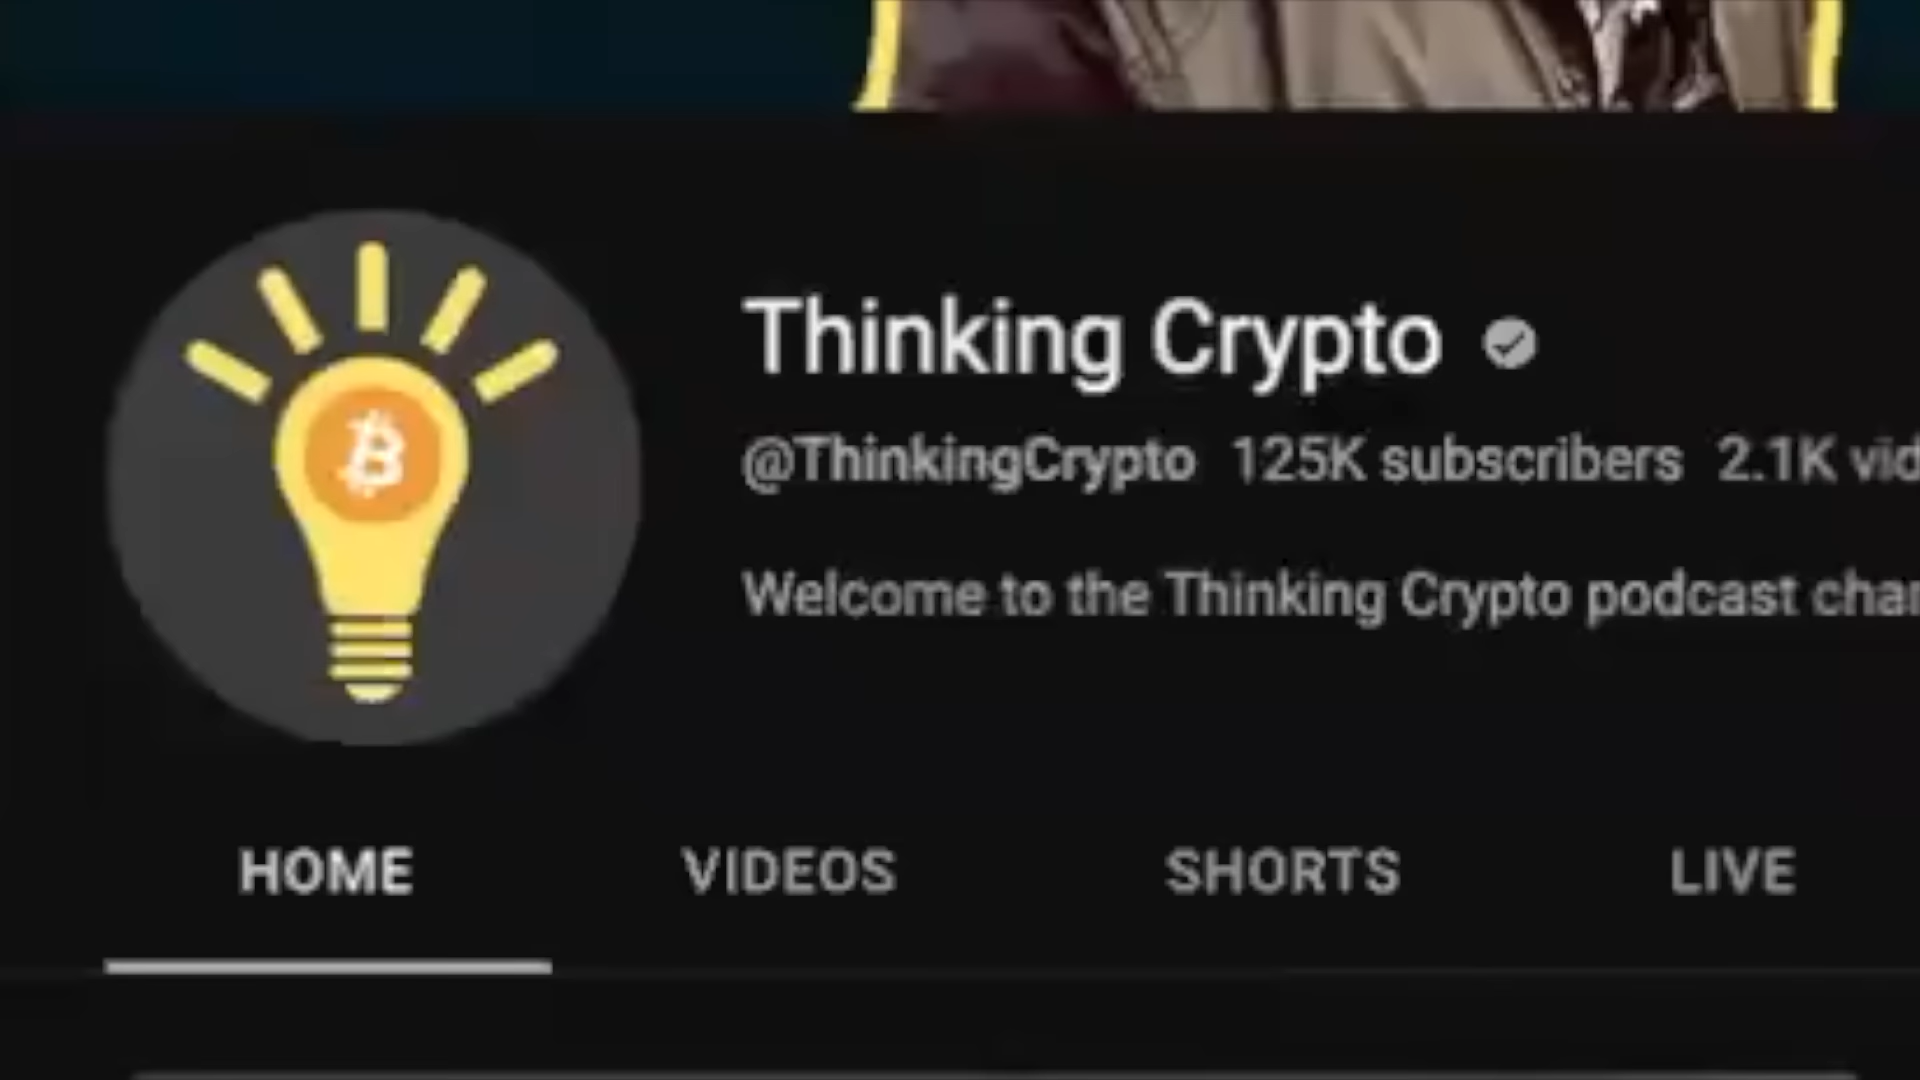 Thinking Crypto
@ThinkingCrypto 125K subscribers 2.1K
Welcome to the Thinking Crypto podcast
HOME VIDEOS SHORTS LIVE